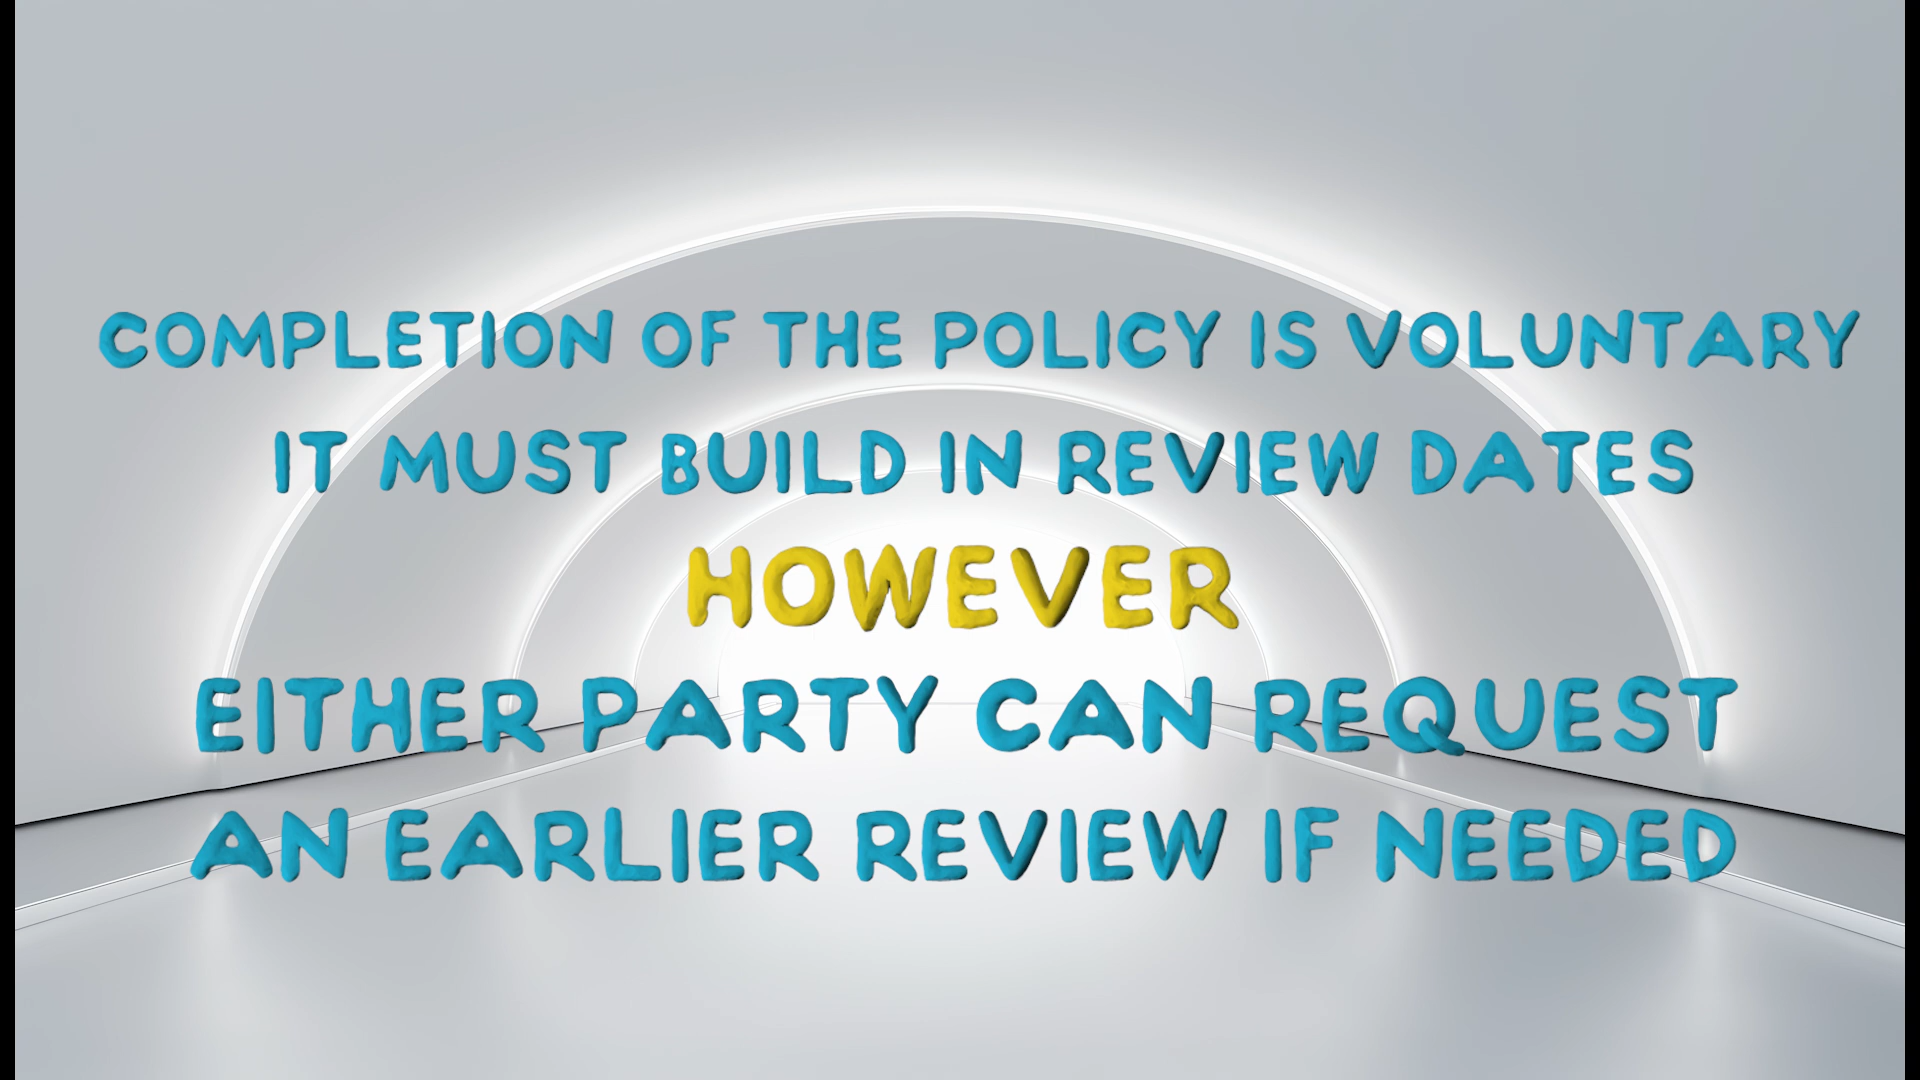 COMPLETION OF THE POLICY IS VOLUNTARY
IT MUST BUILD IN REVIEW DATES
HOWEVER
EITHER PARTY CAN REQUEST
AN EARLIER REVIEW IF NEEDED